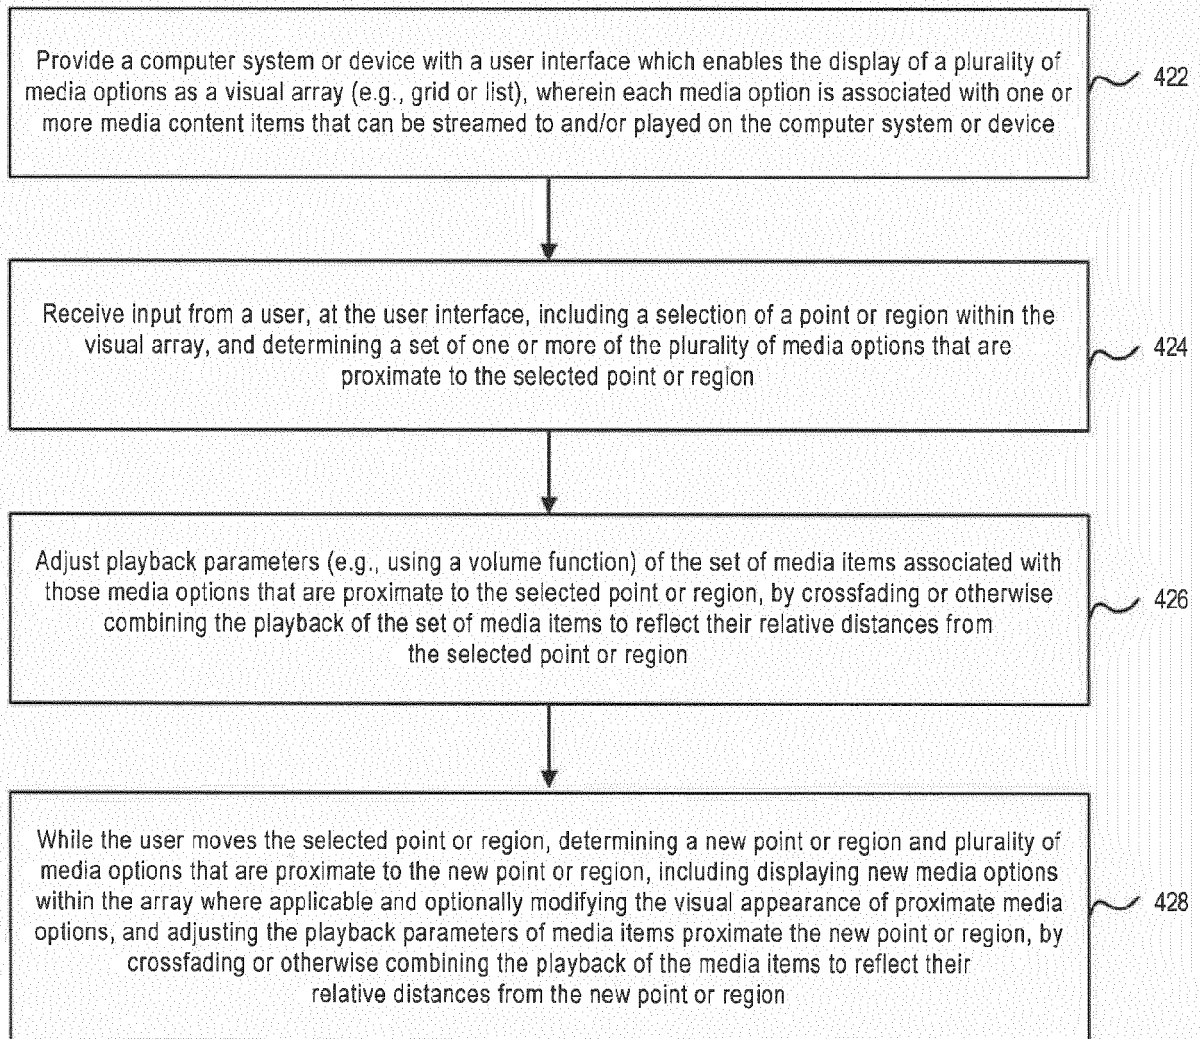 Provide a computer system or device with a user interface which enables the display of a plurality of
media options as a visual array (e.g., grid or list), wherein each media option is associated with one or
more media content items that can be streamed to and/or played on the computer system or device
422
Receive input from a user, at the user interface, including a selection of a point or region within the
visual array, and determining a set of one or more of the plurality of media options that are
proximate to the selected point or region
424
Adjust playback parameters (e.g., using a volume function) of the set of media items associated with
those media options that are proximate to the selected point or region, by crossfading or otherwise
combining the playback of the set of media items to reflect their relative distances from
the selected point or region
426
While the user moves the selected point or region, determining a new point or region and plurality of
media options that are proximate to the new point or region, including displaying new media options
within the array where applicable and optionally modifying the visual appearance of proximate media
options, and adjusting the playback parameters of media items proximate the new point or region, by
crossfading or otherwise combining the playback of the media items to reflect their
relative distances from the new point or region
428